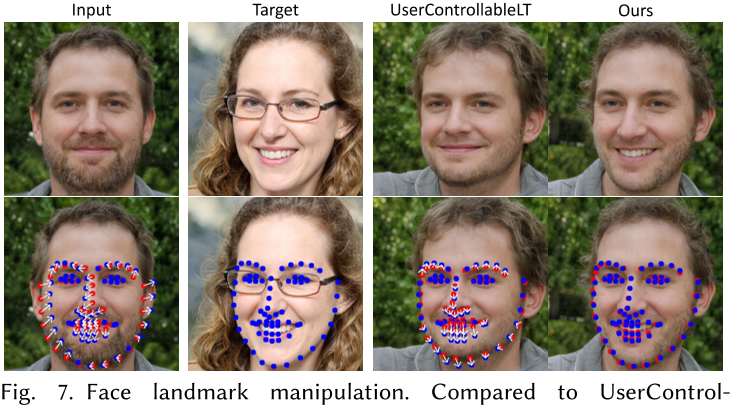 Input Target UserControllableLT Ours
Fig. 7. Face landmark manipulation. Compared to UserControl-